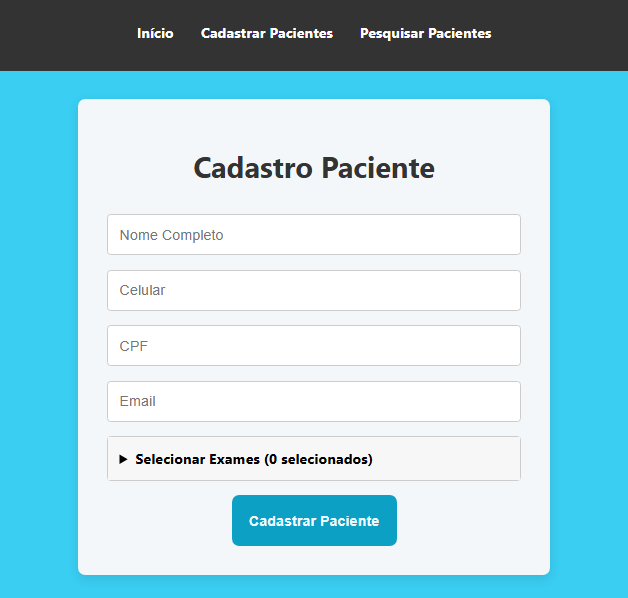 Início Cadastrar Pacientes Pesquisar Pacientes
Cadastro Paciente
Nome Completo
Celular
CPF
Email
Selecionar Exames (0 selecionados)
Cadastrar Paciente